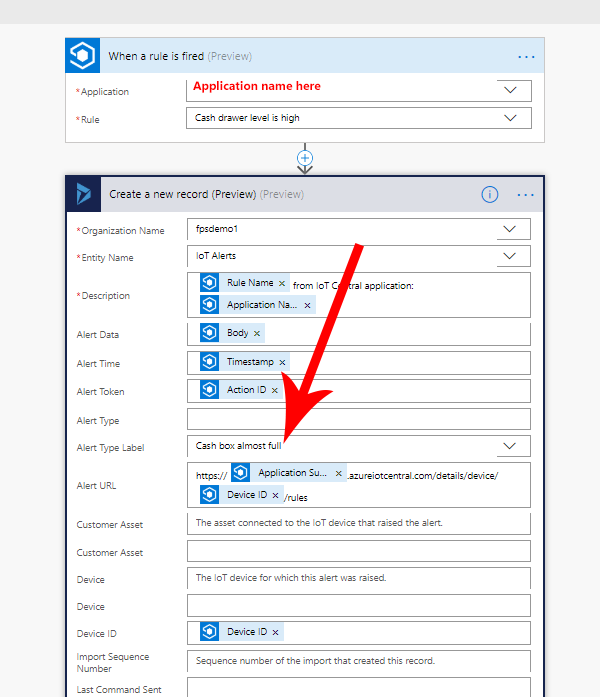 When a rule is fired (Preview)
*Application
Application name here
*Rule
Cash drawer level is high
Create a new record (Preview) (Preview)
*Organization Name
fpsdemo1
*Entity Name
IoT Alerts
*Description
Rule Name × from IoT Central application:
Application Na... ×
Alert Data
Body ×
Alert Time
Timestamp ×
Alert Token
Action ID ×
Alert Type
Alert Type Label
Cash box almost full
Alert URL
https:// Application Su... × .azureiotcentral.com/details/device/
Device ID × /rules
Customer Asset
The asset connected to the IoT device that raised the alert.
Customer Asset
Device
The IoT device for which this alert was raised.
Device
Device ID
Device ID ×
Import Sequence
Number
Sequence number of the import that created this record.
Last Command Sent